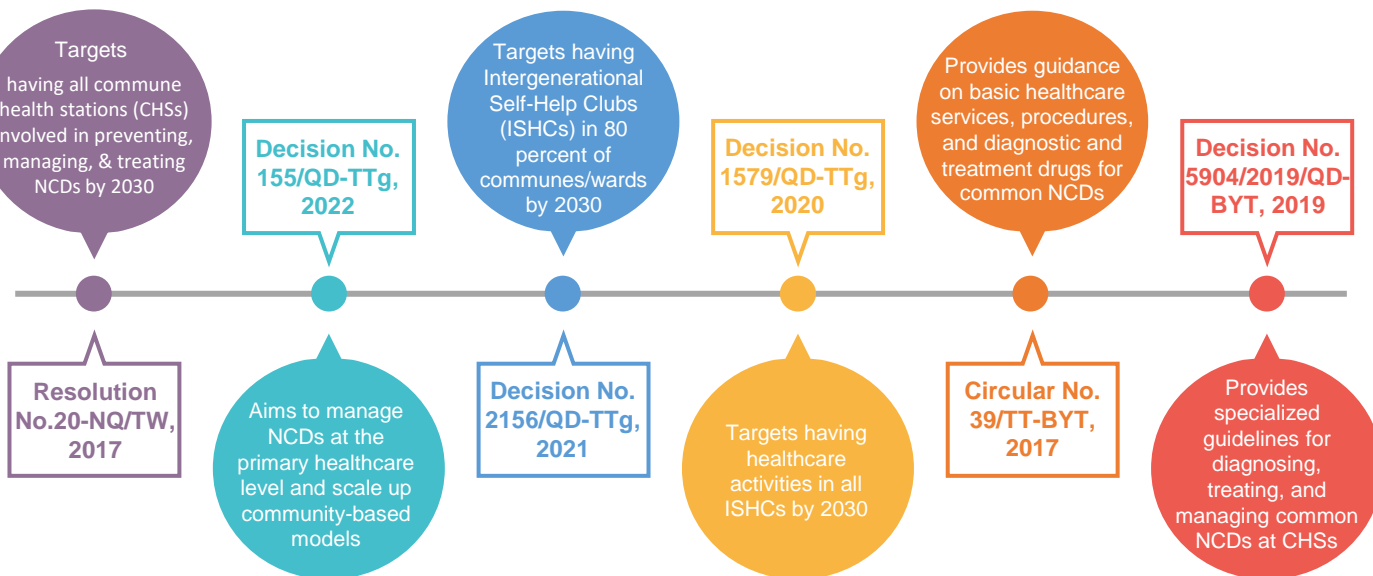 Targets
having all commune
health stations (CHSs)
involved in preventing,
managing, & treating
NCDs by 2030
Resolution
No.20-NQ/TW,
2017
Decision No.
155/QD-TTg,
2022
Aims to manage
NCDs at the
primary healthcare
level and scale up
community-based
models
Targets having
Intergenerational
Self-Help Clubs
(ISHCs) in 80
percent of
communes/wards
by 2030
Decision No.
2156/QD-TTg,
2021
Decision No.
1579/QD-TTg,
2020
Targets having
healthcare
activities in all
ISHCs by 2030
Provides guidance
on basic healthcare
services, procedures,
and diagnostic and
treatment drugs for
common NCDs
Circular No.
39/TT-BYT,
2017
Decision No.
5904/2019/QD-
BYT, 2019
Provides
specialized
guidelines for
diagnosing,
treating, and
managing common
NCDs at CHSs